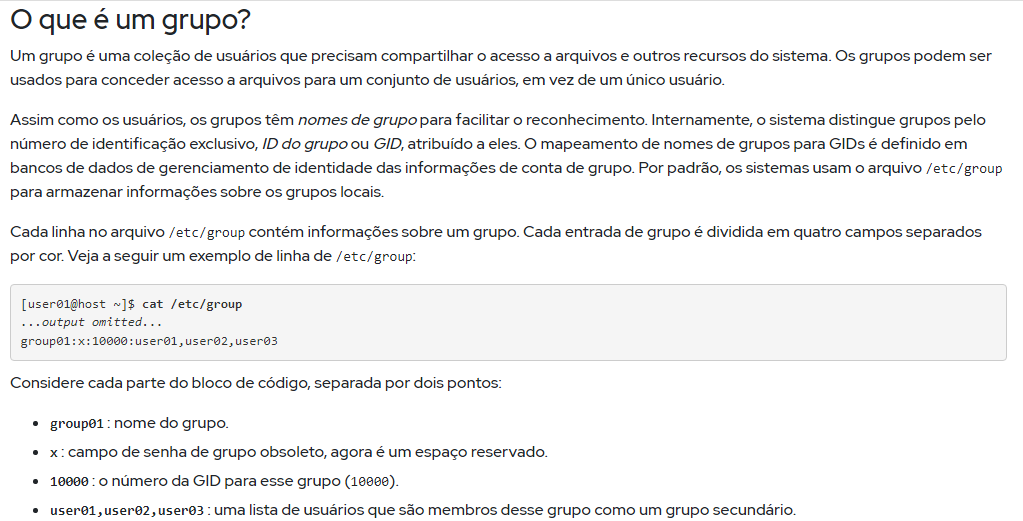 O que é um grupo?
Um grupo é uma coleção de usuários que precisam compartilhar o acesso a arquivos e outros recursos do sistema. Os grupos podem ser
usados para conceder acesso a arquivos para um conjunto de usuários, em vez de um único usuário.
Assim como os usuários, os grupos têm nomes de grupo para facilitar o reconhecimento. Internamente, o sistema distingue grupos pelo
número de identificação exclusivo, ID do grupo ou GID, atribuído a eles. O mapeamento de nomes de grupos para GIDs é definido em
bancos de dados de gerenciamento de identidade das informações de conta de grupo. Por padrão, os sistemas usam o arquivo /etc/group
para armazenar informações sobre os grupos locais.
Cada linha no arquivo /etc/group contém informações sobre um grupo. Cada entrada de grupo é dividida em quatro campos separados
por cor. Veja a seguir um exemplo de linha de /etc/group:
[user01@host ~]$ cat /etc/group
...output omitted...
group01:x:10000:user01,user02,user03
Considere cada parte do bloco de código, separada por dois pontos:
• group01 : nome do grupo.
• x : campo de senha de grupo obsoleto, agora é um espaço reservado.
• 10000 : o número da GID para esse grupo (10000).
• user01,user02,user03 : uma lista de usuários que são membros desse grupo como um grupo secundário.